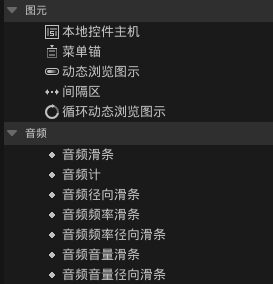 图元
本地控件主机
菜单锚
动态浏览图示
间隔区
循环动态浏览图示
音频
音频滑条
音频计
音频径向滑条
音频频率滑条
音频频率径向滑条
音频音量滑条
音频音量径向滑条